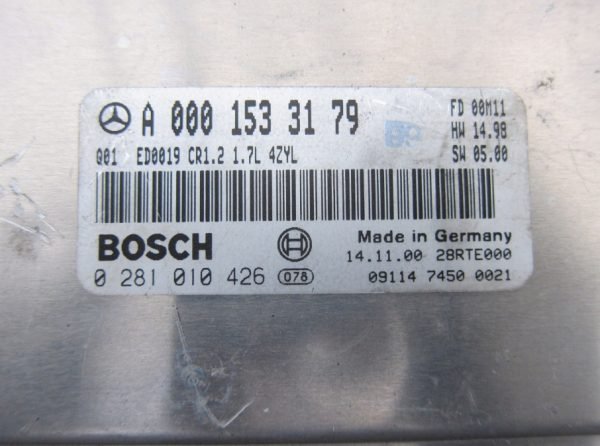 A 000 153 31 79
FD 00M11
HW 14.98
Q01 ED0019 CR1.2 1.7L 4ZYL
SW 05.00
BOSCH
Made in Germany
14.11.00 28RTE000
0 281 010 426 078
09114 7450 0021